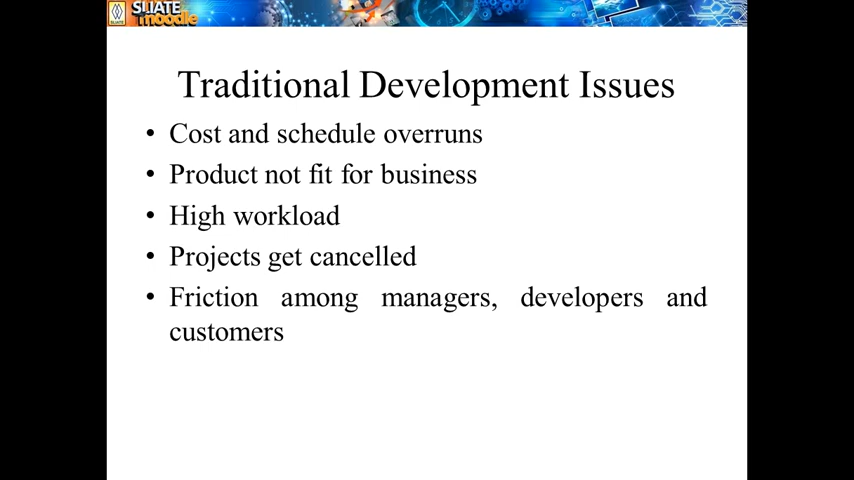 SLIATE
moodle
SLIATE
Traditional Development Issues
• Cost and schedule overruns
• Product not fit for business
• High workload
• Projects get cancelled
• Friction among managers, developers and
customers